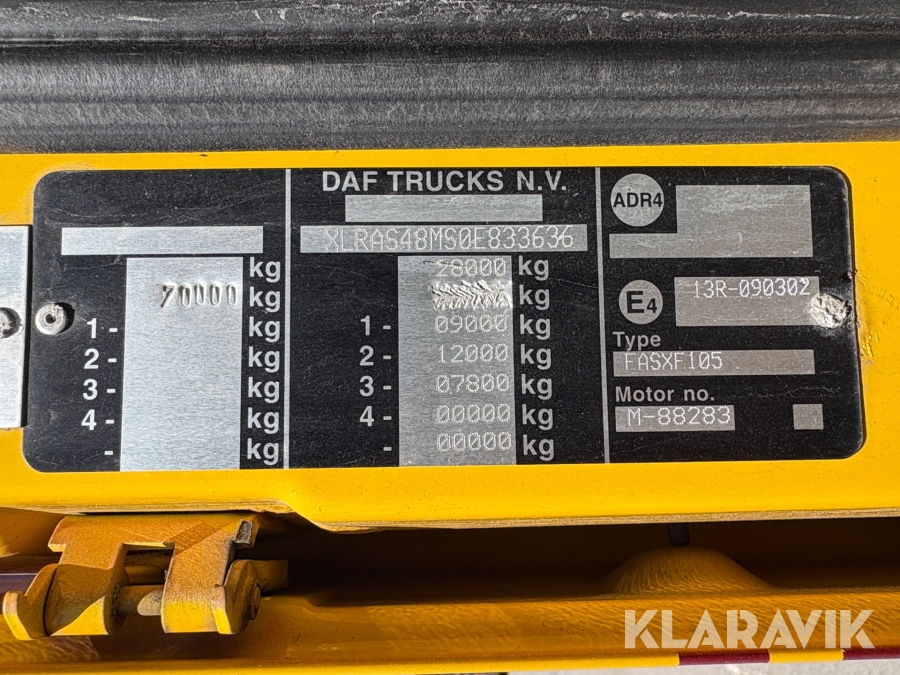 kg
70000 kg
1- kg
2- kg
3- kg
4- kg
- kg
DAF TRUCKS N.V.
XLRAS48MS0E833636
28000 kg
kg
1- 09000 kg
2- 12000 kg
3- 07800 kg
4- 00000 kg
- 00000 kg
ADR4
E4 13R-090302
Type
FASXF105
Motor no.
M-88283
KLARAVIK